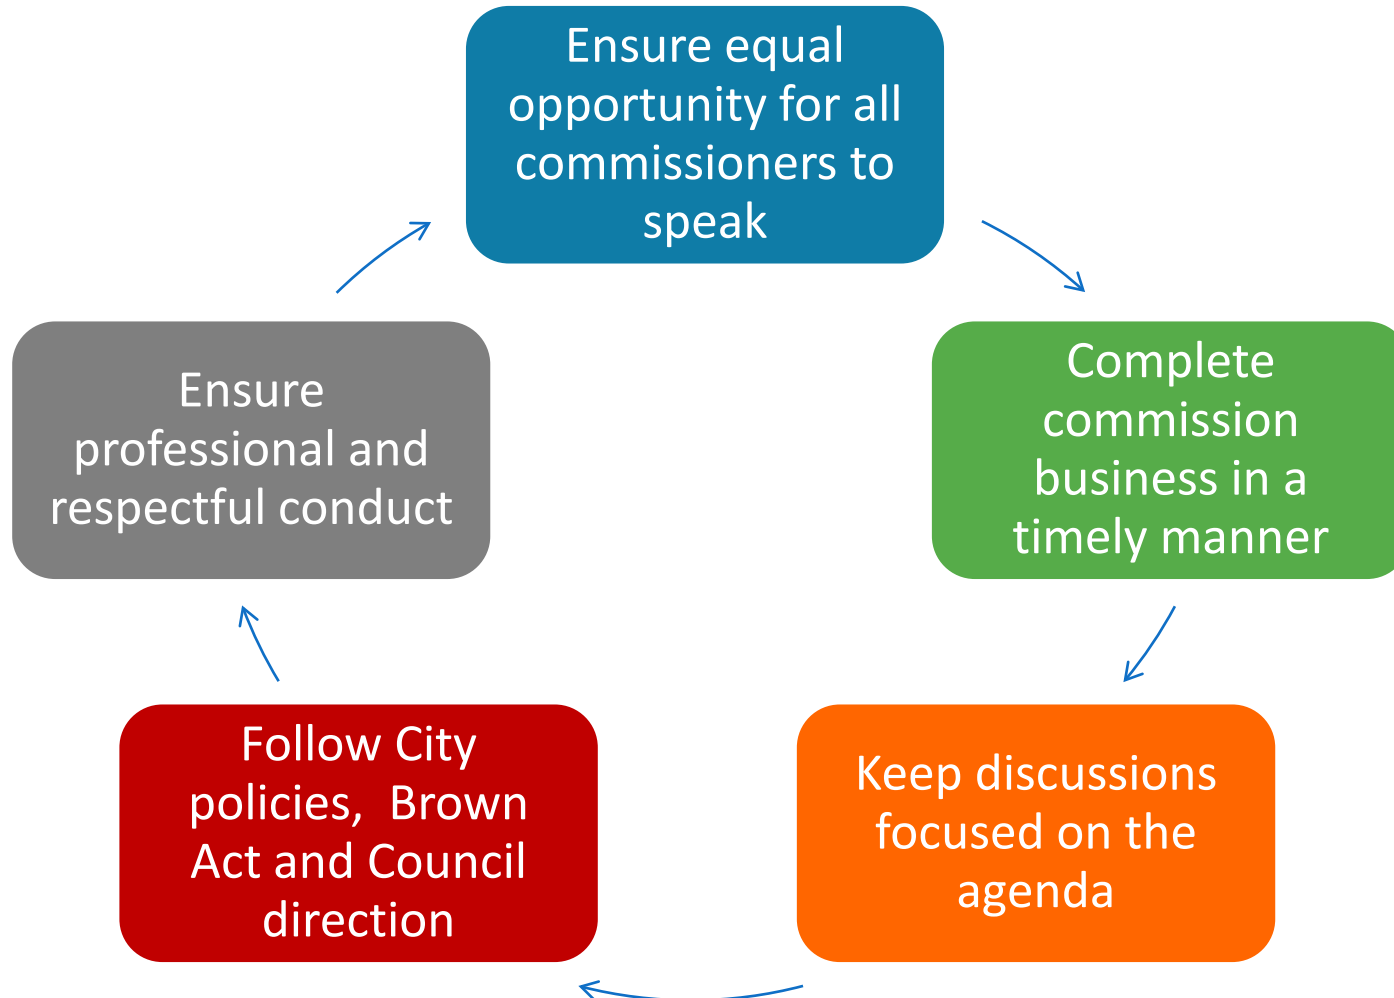 Ensure equal
opportunity for all
commissioners to
speak
Complete
commission
business in a
timely manner
Keep discussions
focused on the
agenda
Follow City
policies,  Brown
Act and Council
direction
Ensure
professional and
respectful conduct